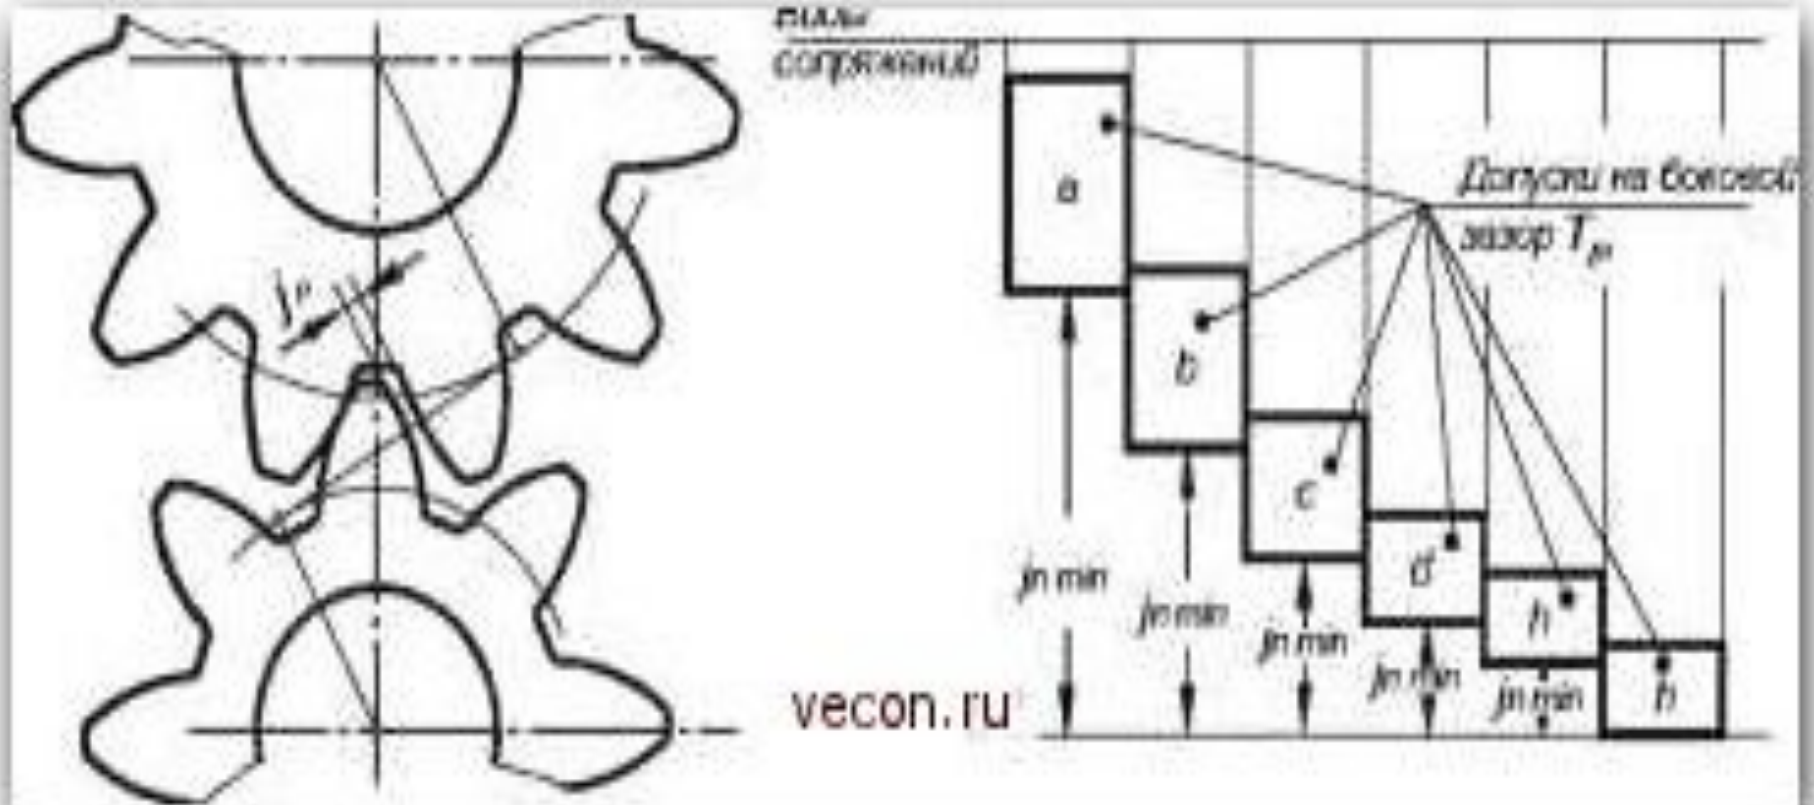 сопряжений
a
Допуски на боковой
зазор T
b
c
d
h
h
jn min
jn min
jn min
jn min
jn min
vecon.ru